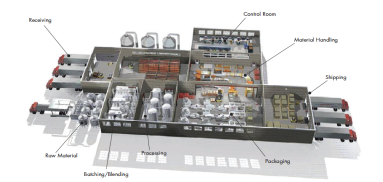 Control Room
Receiving
Material Handling
Shipping
Raw Material
Processing
Packaging
Batching/Blending